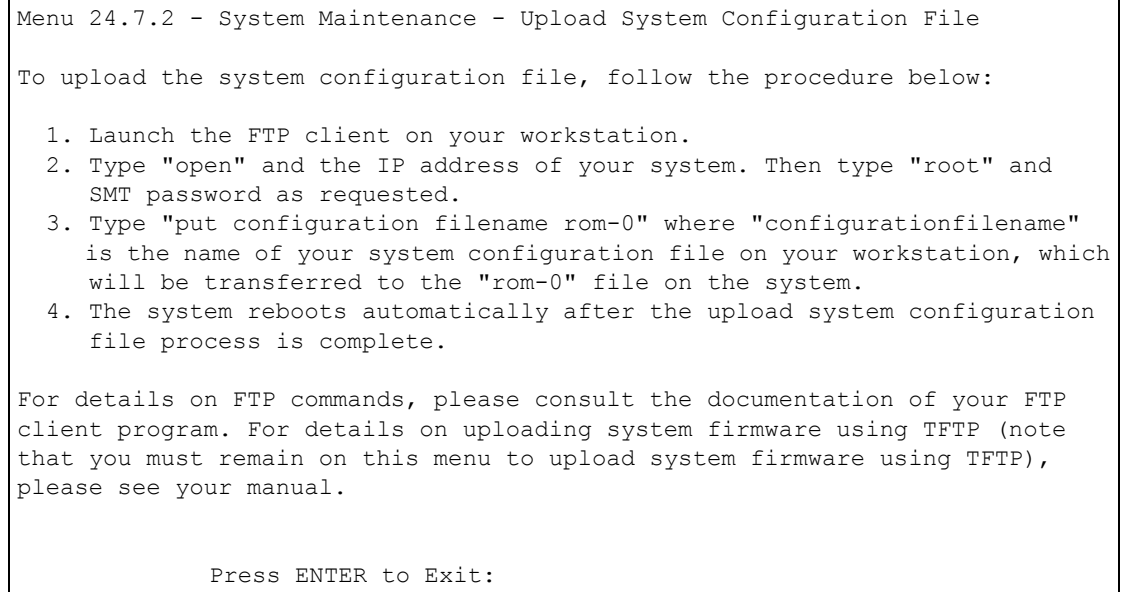 Menu 24.7.2 - System Maintenance - Upload System Configuration File
To upload the system configuration file, follow the procedure below:
1. Launch the FTP client on your workstation.
2. Type "open" and the IP address of your system. Then type "root" and
SMT password as requested.
3. Type "put configuration filename rom-0" where "configurationfilename"
is the name of your system configuration file on your workstation, which
will be transferred to the "rom-0" file on the system.
4. The system reboots automatically after the upload system configuration
file process is complete.
For details on FTP commands, please consult the documentation of your FTP
client program. For details on uploading system firmware using TFTP (note
that you must remain on this menu to upload system firmware using TFTP),
please see your manual.
Press ENTER to Exit: